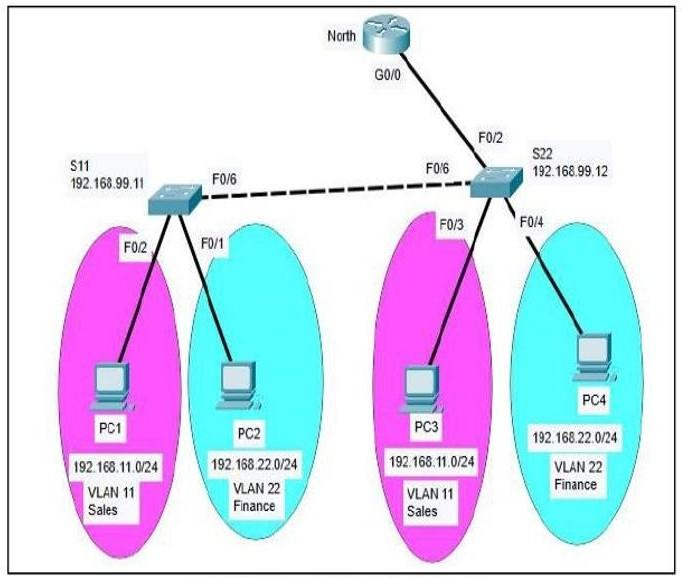 North
G0/0
F0/2
S22
192.168.99.12
S11
192.168.99.11
F0/6
F0/6
F0/2
F0/1
F0/3
F0/4
PC1
192.168.11.0/24
VLAN 11
Sales
PC2
192.168.22.0/24
VLAN 22
Finance
PC3
192.168.11.0/24
VLAN 11
Sales
PC4
192.168.22.0/24
VLAN 22
Finance